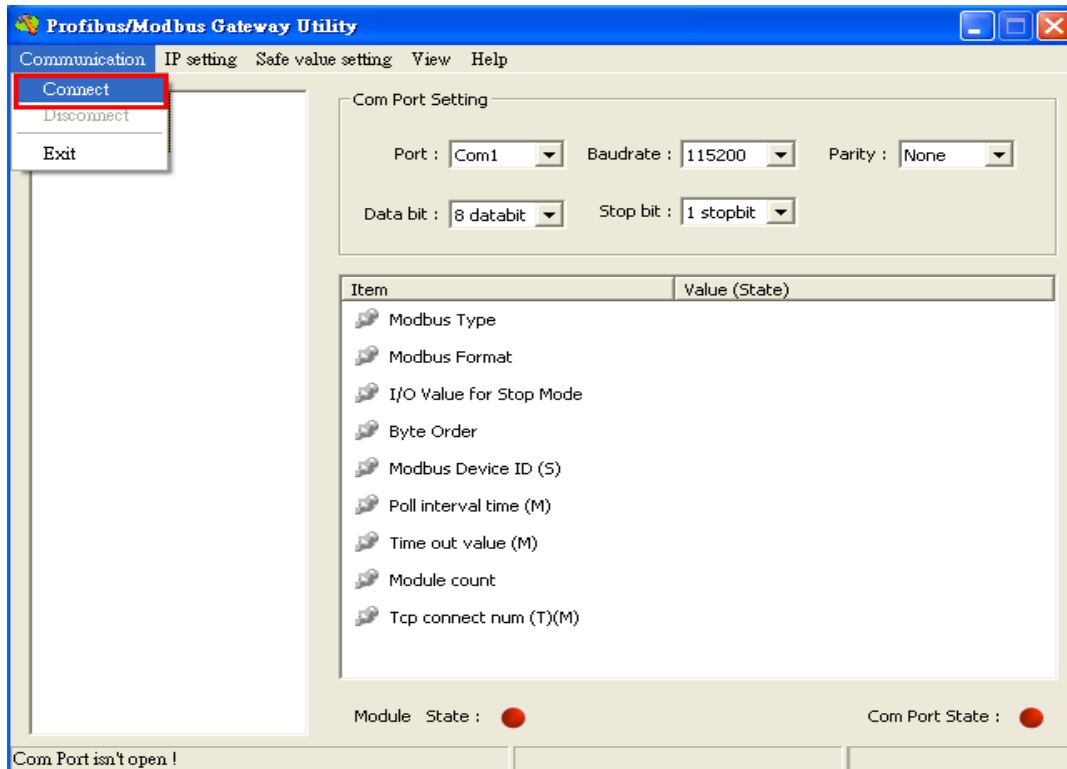 Profibus/Modbus Gateway Utility
Communication IP setting Safe value setting View Help
Connect
Disconnect
Exit
Com Port Setting
Port : Com1 Baudrate : 115200 Parity : None
Data bit : 8 databit Stop bit : 1 stopbit
Item Value (State)
Modbus Type
Modbus Format
I/O Value for Stop Mode
Byte Order
Modbus Device ID (S)
Poll interval time (M)
Time out value (M)
Module count
Tcp connect num (T)(M)
Module State : Com Port State :
Com Port isn't open !